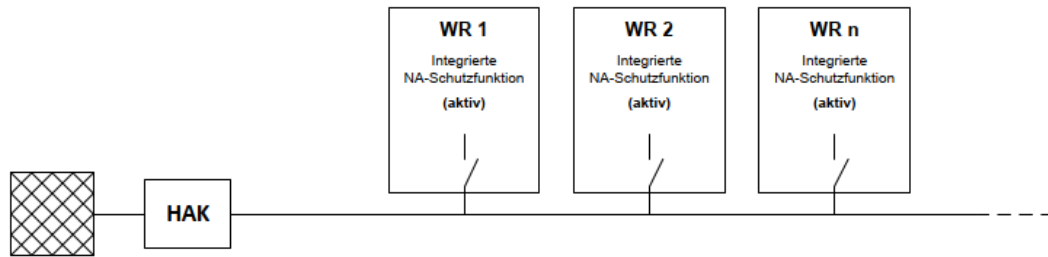 WR 1
Integrierte
NA-Schutzfunktion
(aktiv)
WR 2
Integrierte
NA-Schutzfunktion
(aktiv)
WR n
Integrierte
NA-Schutzfunktion
(aktiv)
HAK